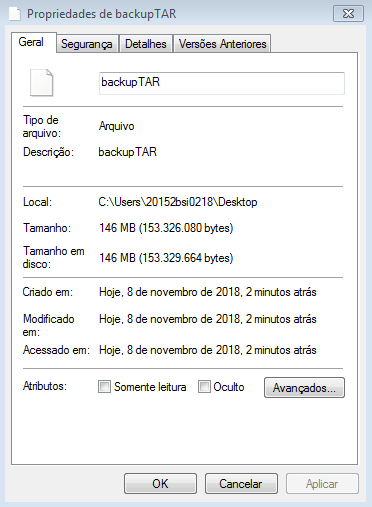 Propriedades de backupTAR
Geral Segurança Detalhes Versões Anteriores
backupTAR
Tipo de arquivo: Arquivo
Descrição: backupTAR
Local: C:\Users\20152bsi0218\Desktop
Tamanho: 146 MB (153.326.080 bytes)
Tamanho em disco: 146 MB (153.329.664 bytes)
Criado em: Hoje, 8 de novembro de 2018, 2 minutos atrás
Modificado em: Hoje, 8 de novembro de 2018, 2 minutos atrás
Acessado em: Hoje, 8 de novembro de 2018, 2 minutos atrás
Atributos: Somente leitura Oculto Avançados...
OK Cancelar Aplicar